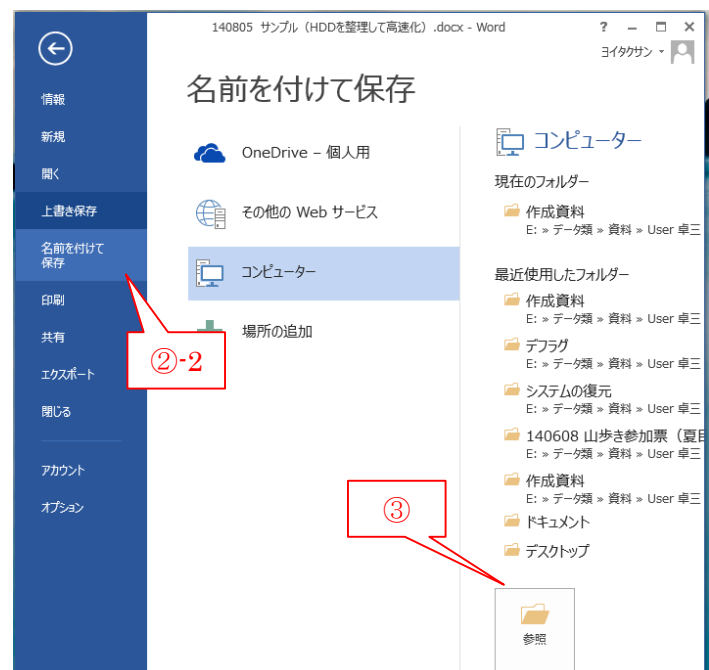 140805 サンプル（HDDを整理して高速化）.docx - Word
?
ヨイタクサン
情報
新規
開く
上書き保存
名前を付けて
保存
印刷
共有
エクスポート
閉じる
アカウント
オプション
名前を付けて保存
OneDrive – 個人用
その他の Web サービス
コンピューター
場所の追加
②-2
③
コンピューター
現在のフォルダー
作成資料
E: » データ類 » 資料 » User 卓三
最近使用したフォルダー
作成資料
E: » データ類 » 資料 » User 卓三
デフラグ
E: » データ類 » 資料 » User 卓三
システムの復元
E: » データ類 » 資料 » User 卓三
140608 山歩き参加票（夏目
E: » データ類 » 資料 » User 卓三
作成資料
E: » データ類 » 資料 » User 卓三
ドキュメント
デスクトップ
参照